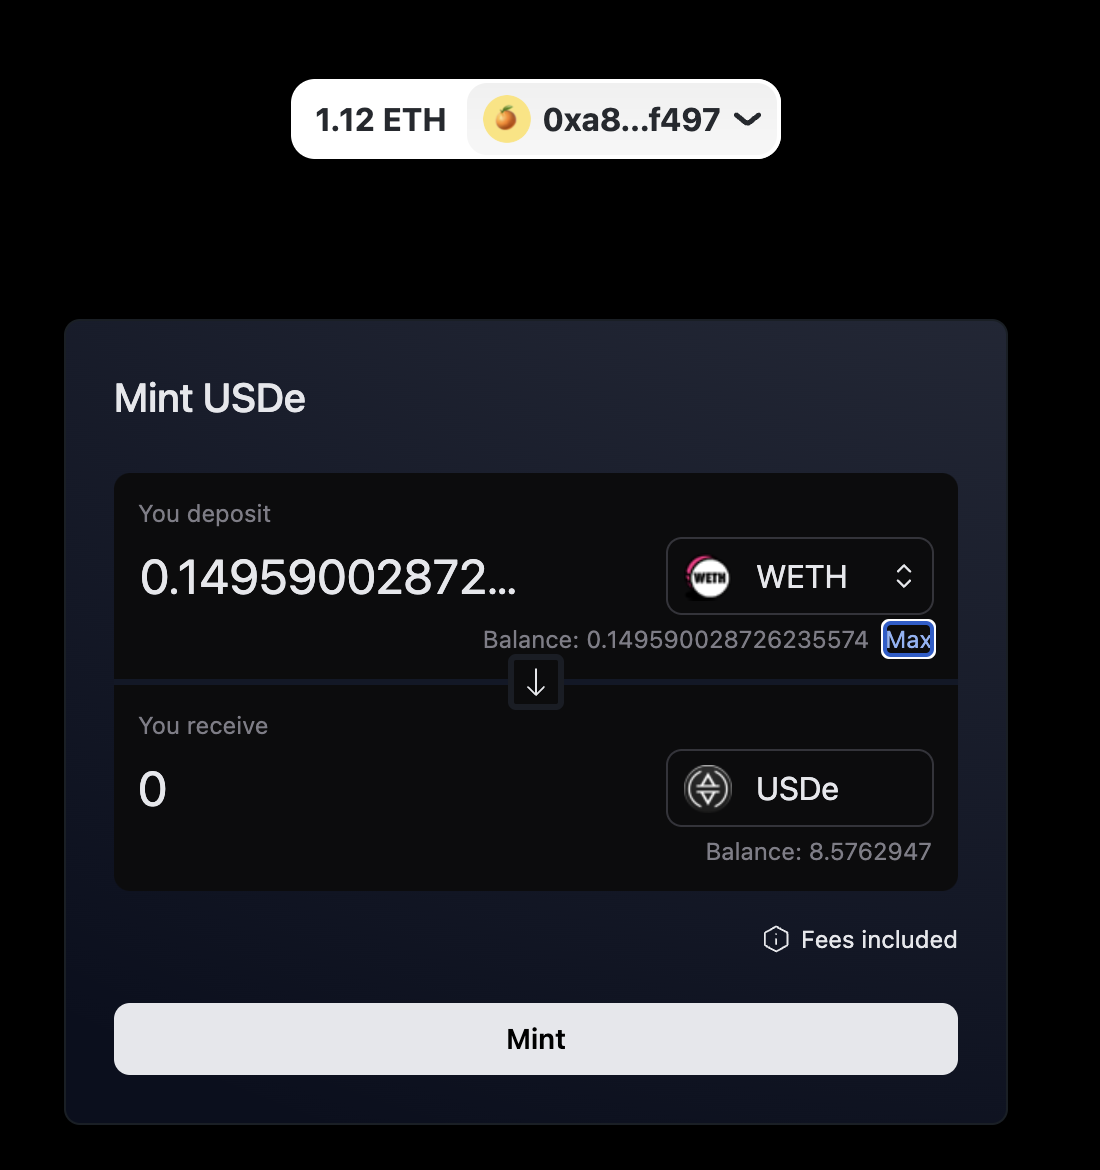 1.12 ETH 0xa8...f497
Mint USDe
You deposit
0.14959002872... WETH WETH
Balance: 0.149590028726235574 Max
You receive
0 USDe
Balance: 8.5762947
Fees included
Mint